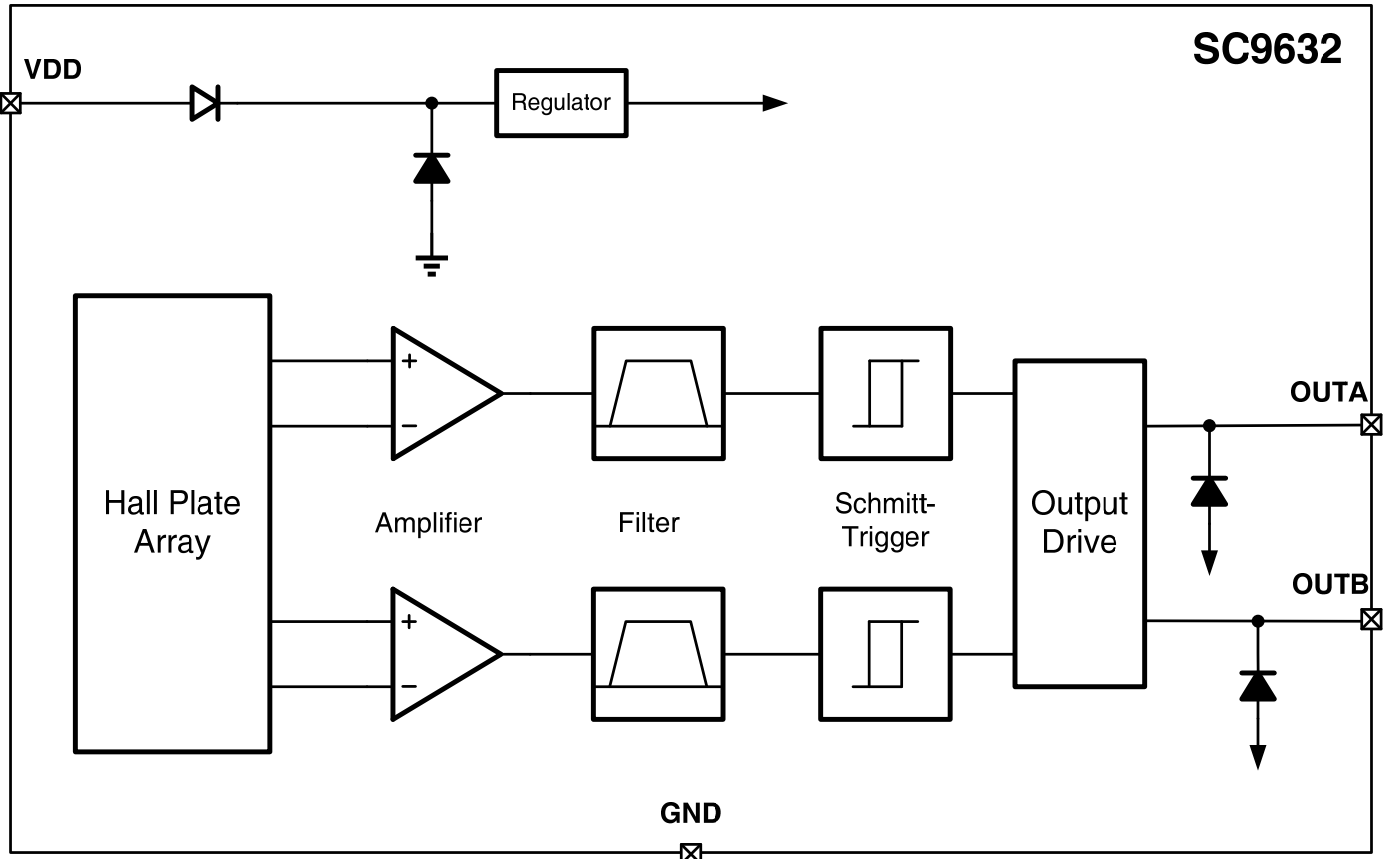 SC9632
VDD
Regulator
+
−
OUTA
Hall Plate
Array
Amplifier
Filter
Schmitt-
Trigger
Output
Drive
OUTB
+
−
GND